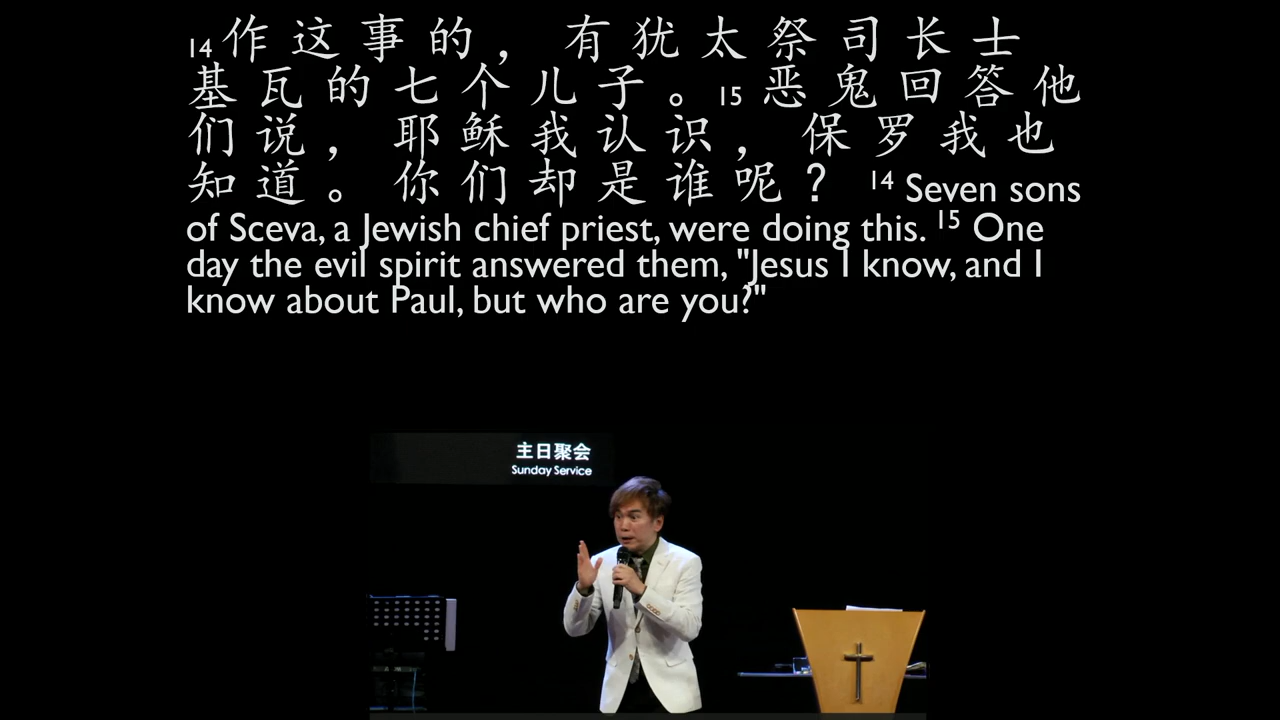 14作这事的，有犹太祭司长士
基瓦的七个儿子。15恶鬼回答他
们说，耶稣我认识，保罗我也
知道。你们却是谁呢？ 14 Seven sons
of Sceva, a Jewish chief priest, were doing this. 15 One
day the evil spirit answered them, "Jesus I know, and I
know about Paul, but who are you?"
主日聚会
Sunday Service